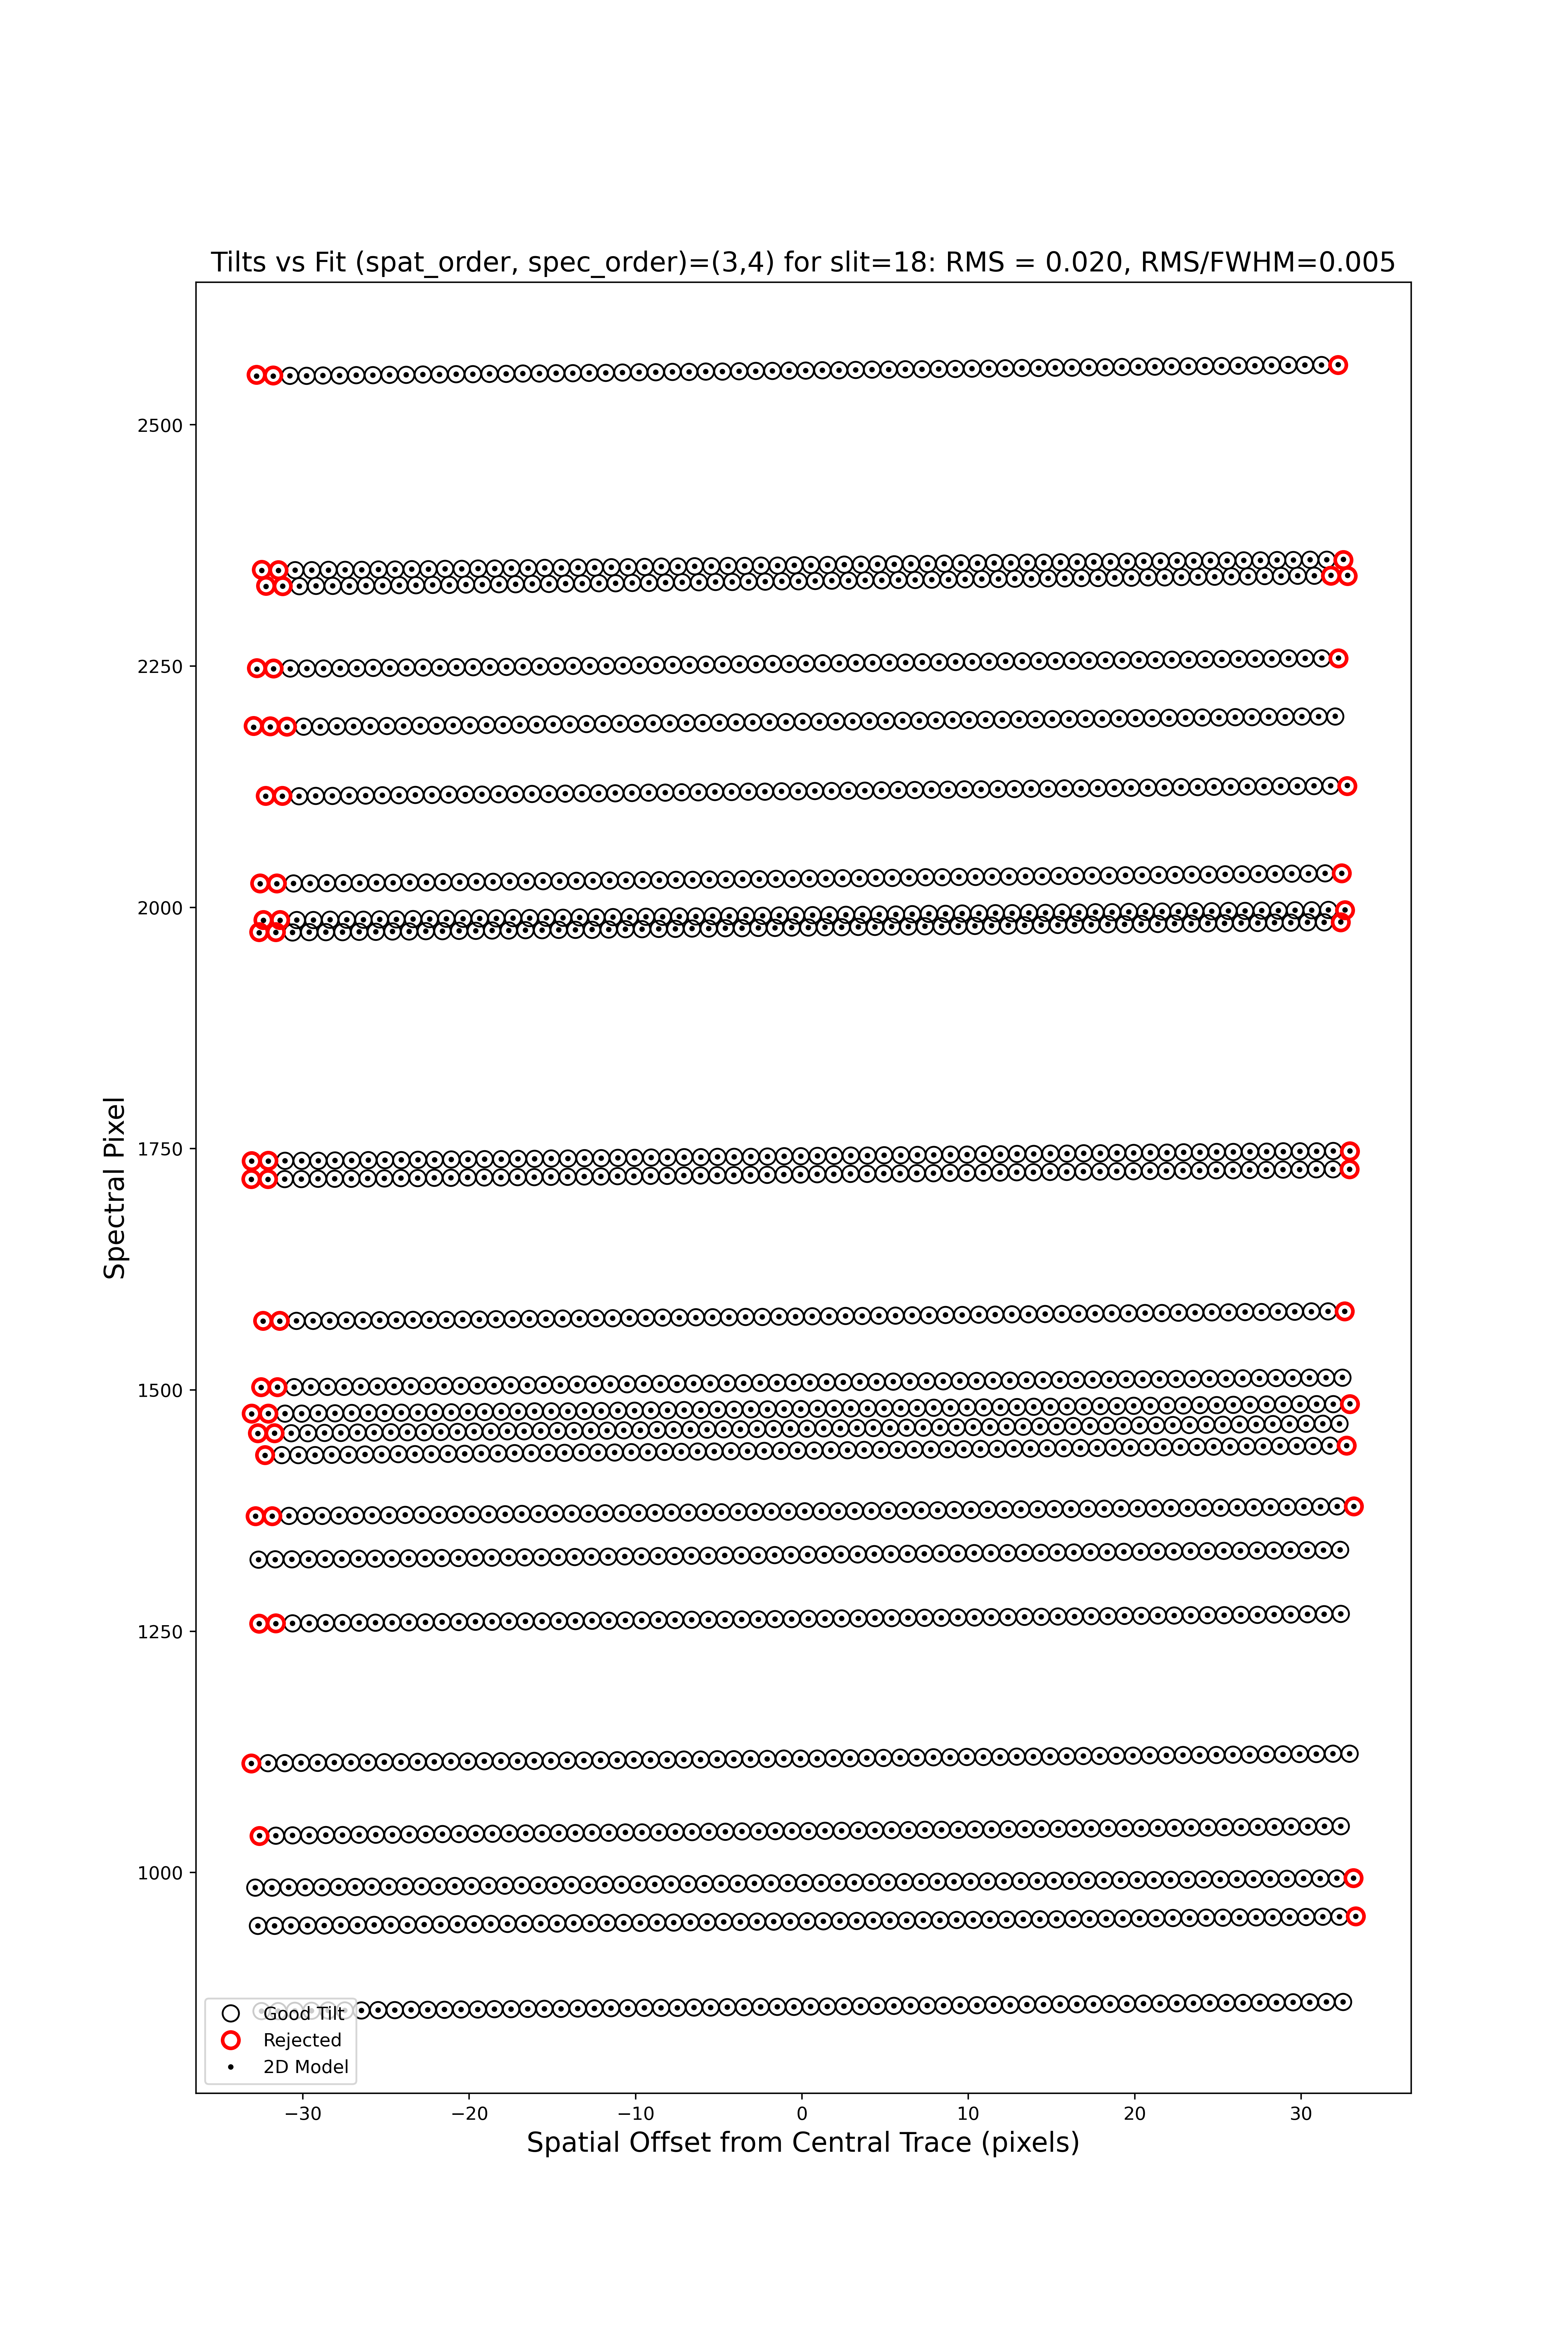 Tilts vs Fit (spat_order, spec_order)=(3,4) for slit=18: RMS = 0.020, RMS/FWHM=0.005
2500
2250
2000
1750
1500
1250
1000
Spectral Pixel
Good Tilt
Rejected
2D Model
−30
−20
−10
0
10
20
30
Spatial Offset from Central Trace (pixels)